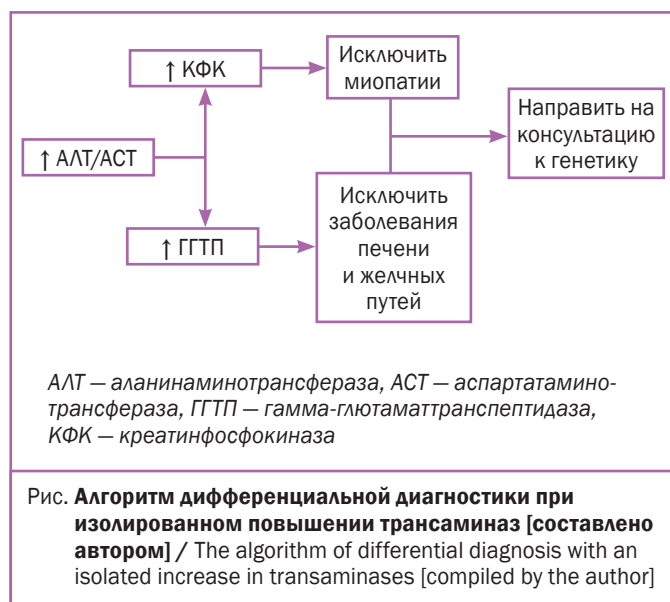 ↑ КФК
Исключить
миопатии
Направить на
консультацию
к генетику
↑ АЛТ/АСТ
↑ ГГТП
Исключить
заболевания
печени
и желчных
путей
АЛТ — аланинаминотрансфераза, АСТ — аспартатамино-
трансфераза, ГГТП — гамма-глютаматтранспептидаза,
КФК — креатинфосфокиназа
Рис. Алгоритм дифференциальной диагностики при
изолированном повышении трансаминаз [составлено
автором] / The algorithm of differential diagnosis with an
isolated increase in transaminases [compiled by the author]